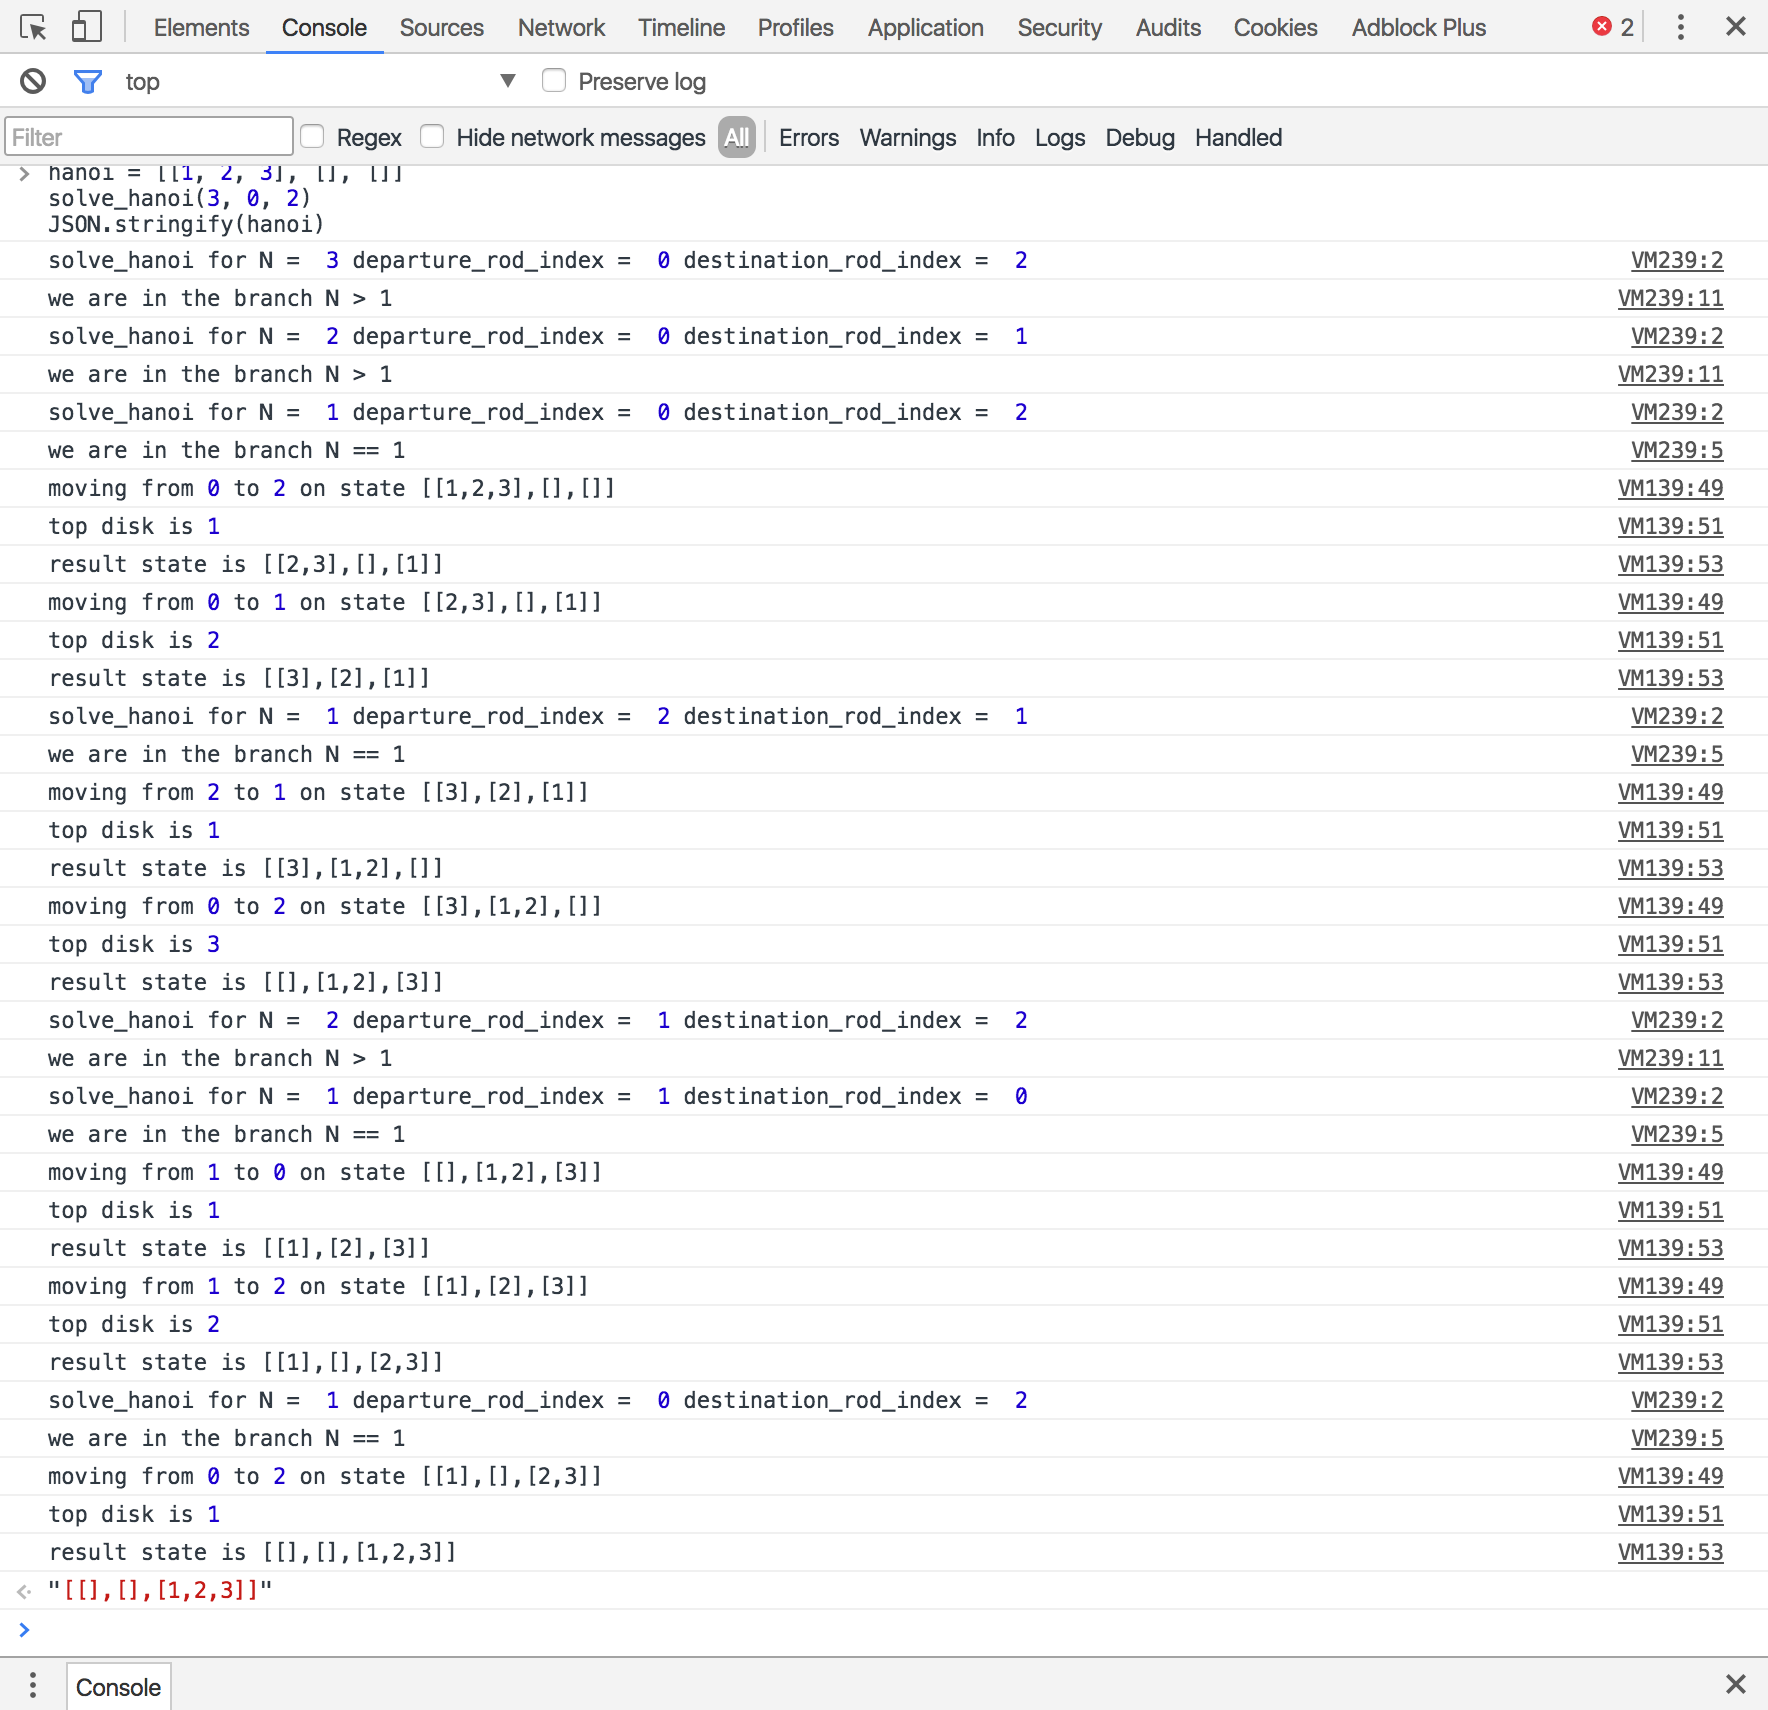 Elements Console Sources Network Timeline Profiles Application Security Audits Cookies Adblock Plus 2
top Preserve log
Filter Regex Hide network messages All Errors Warnings Info Logs Debug Handled
hanoi = [[1, 2, 3], [], []]
solve_hanoi(3, 0, 2)
JSON.stringify(hanoi)
solve_hanoi for N =  3 departure_rod_index =  0 destination_rod_index =  2 VM239:2
we are in the branch N > 1 VM239:11
solve_hanoi for N =  2 departure_rod_index =  0 destination_rod_index =  1 VM239:2
we are in the branch N > 1 VM239:11
solve_hanoi for N =  1 departure_rod_index =  0 destination_rod_index =  2 VM239:2
we are in the branch N == 1 VM239:5
moving from 0 to 2 on state [[1,2,3],[],[]] VM139:49
top disk is 1 VM139:51
result state is [[2,3],[],[1]] VM139:53
moving from 0 to 1 on state [[2,3],[],[1]] VM139:49
top disk is 2 VM139:51
result state is [[3],[2],[1]] VM139:53
solve_hanoi for N =  1 departure_rod_index =  2 destination_rod_index =  1 VM239:2
we are in the branch N == 1 VM239:5
moving from 2 to 1 on state [[3],[2],[1]] VM139:49
top disk is 1 VM139:51
result state is [[3],[1,2],[]] VM139:53
moving from 0 to 2 on state [[3],[1,2],[]] VM139:49
top disk is 3 VM139:51
result state is [[],[1,2],[3]] VM139:53
solve_hanoi for N =  2 departure_rod_index =  1 destination_rod_index =  2 VM239:2
we are in the branch N > 1 VM239:11
solve_hanoi for N =  1 departure_rod_index =  1 destination_rod_index =  0 VM239:2
we are in the branch N == 1 VM239:5
moving from 1 to 0 on state [[],[1,2],[3]] VM139:49
top disk is 1 VM139:51
result state is [[1],[2],[3]] VM139:53
moving from 1 to 2 on state [[1],[2],[3]] VM139:49
top disk is 2 VM139:51
result state is [[1],[],[2,3]] VM139:53
solve_hanoi for N =  1 departure_rod_index =  0 destination_rod_index =  2 VM239:2
we are in the branch N == 1 VM239:5
moving from 0 to 2 on state [[1],[],[2,3]] VM139:49
top disk is 1 VM139:51
result state is [[],[],[1,2,3]] VM139:53
"[[],[],[1,2,3]]"
Console